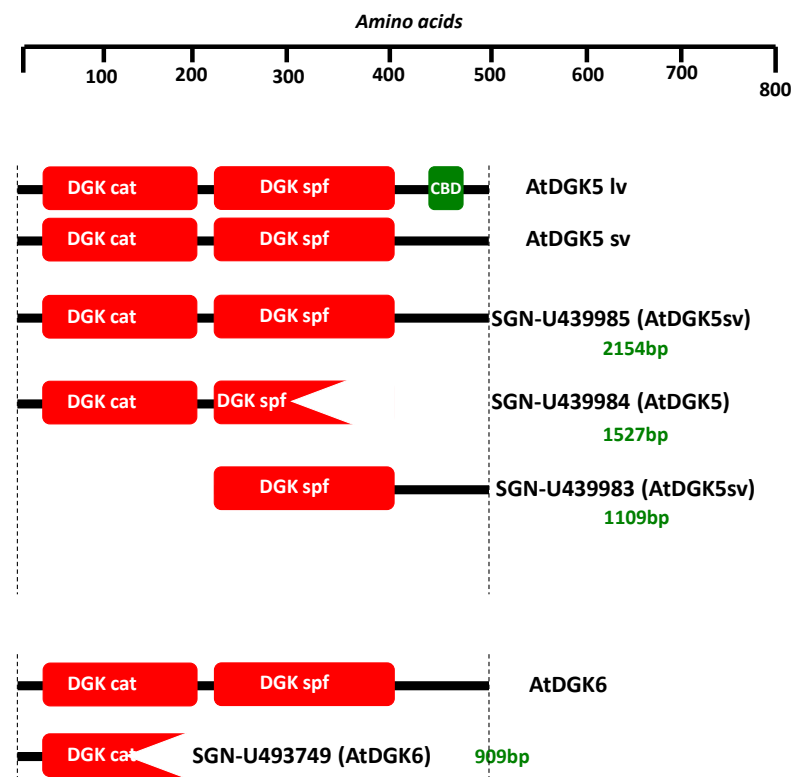 Amino acids
100 200 300 400 500 600 700 800
DGK cat DGK spf CBD AtDGK5 lv
DGK cat DGK spf AtDGK5 sv
DGK cat DGK spf SGN-U439985 (AtDGK5sv)
2154bp
DGK cat DGK spf SGN-U439984 (AtDGK5)
1527bp
DGK spf SGN-U439983 (AtDGK5sv)
1109bp
DGK cat DGK spf AtDGK6
DGK cat SGN-U493749 (AtDGK6) 909bp